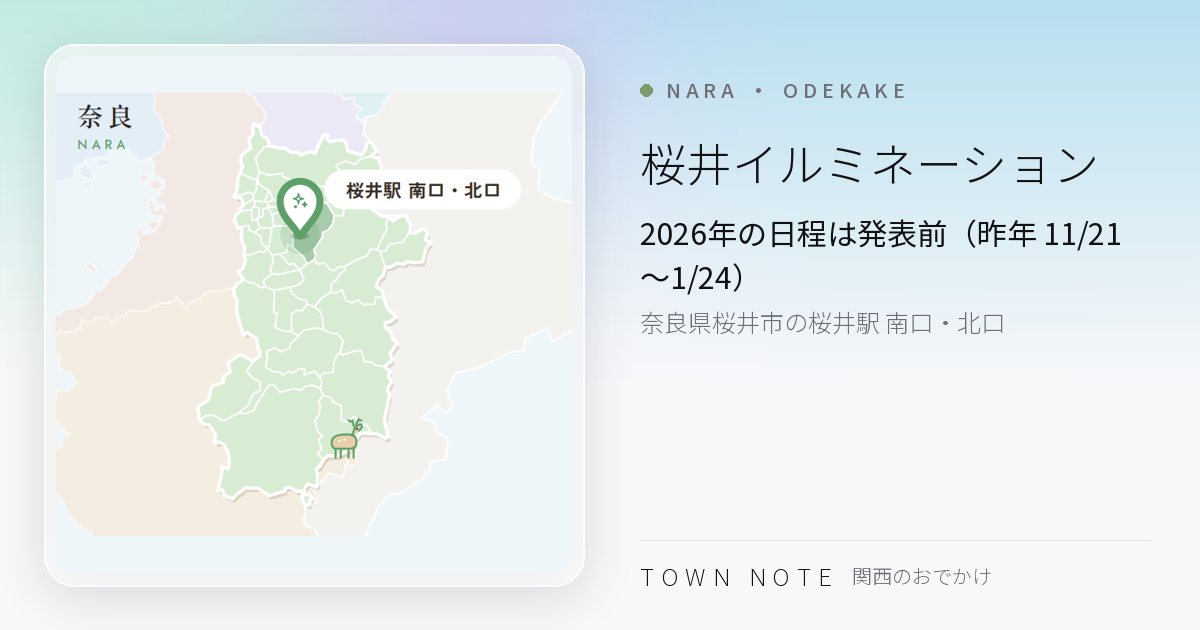 奈良
NARA
桜井駅 南口・北口
NARA • ODEKAKE
桜井イルミネーション
2026年の日程は発表前（昨年 11/21
〜1/24）
奈良県桜井市の桜井駅 南口・北口
TOWN NOTE 関西のおでかけ